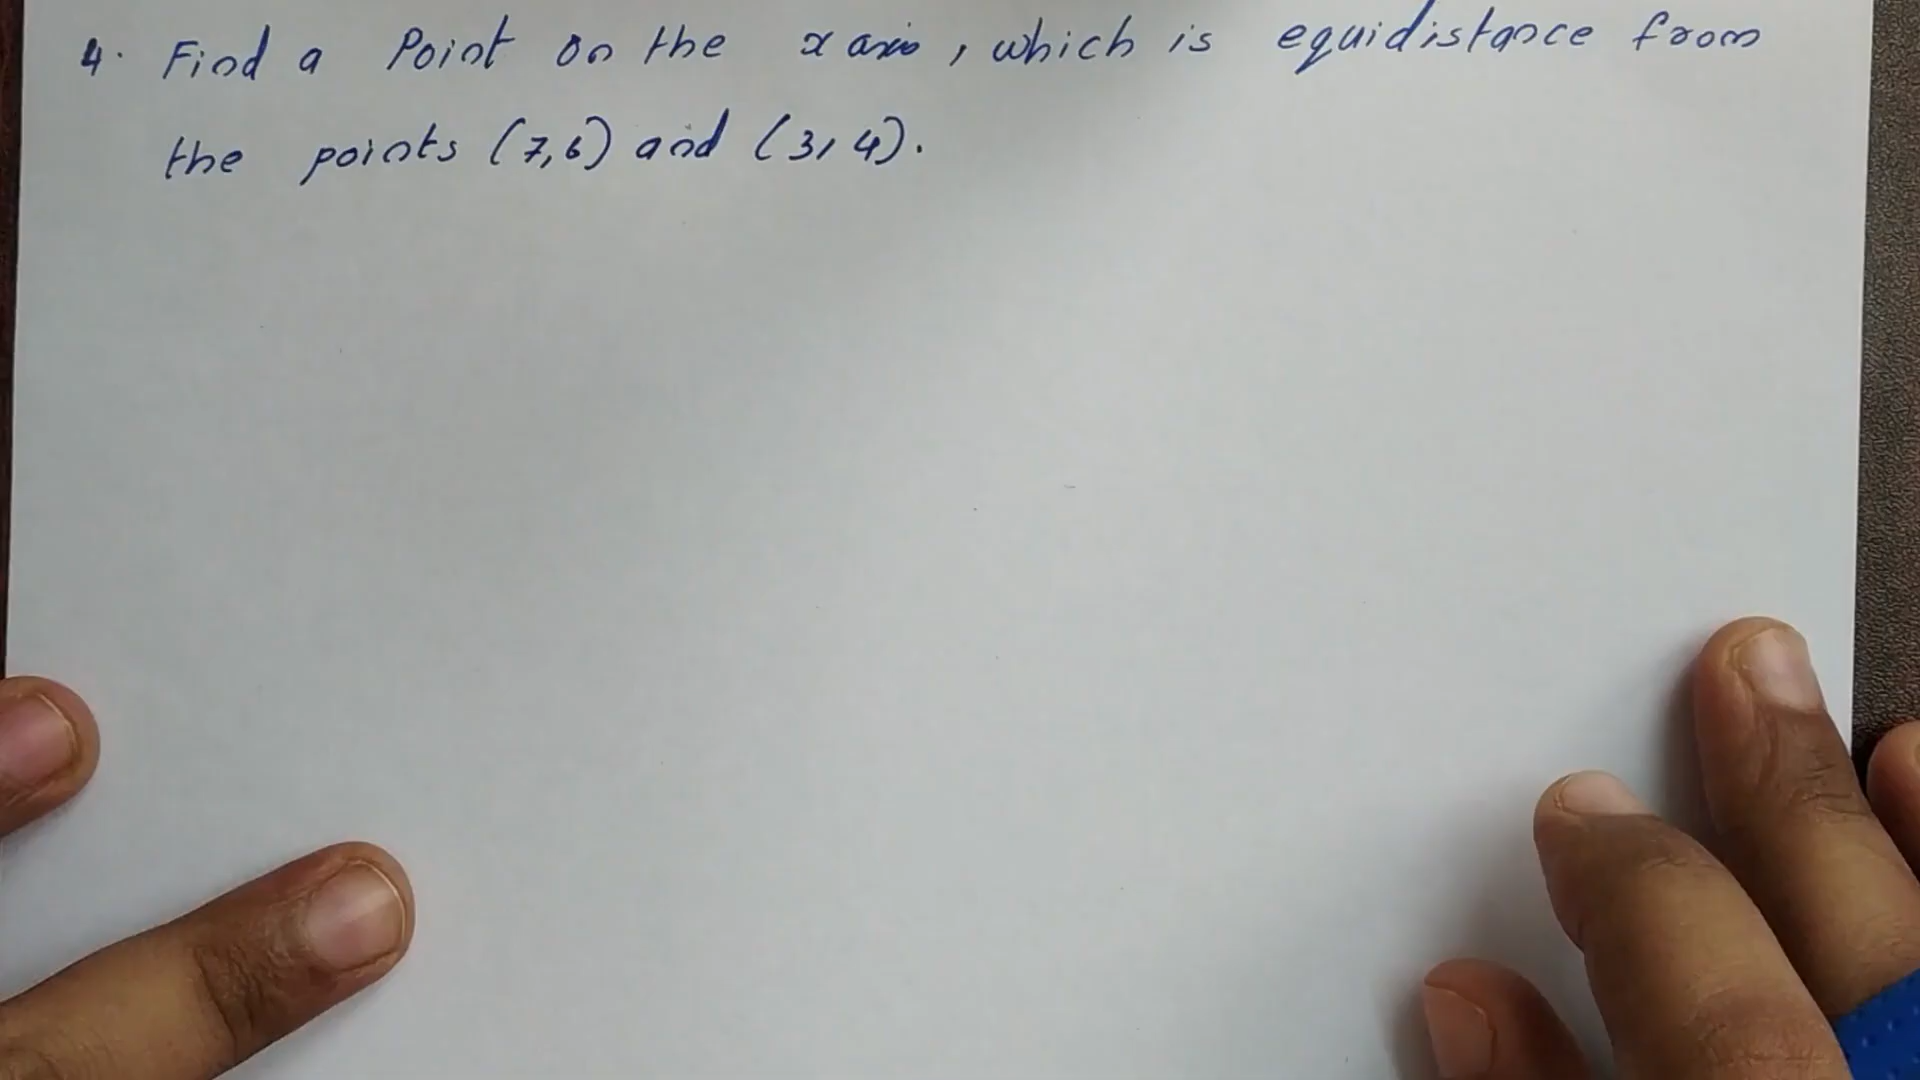 4. Find a Point on the x axis, which is equidistance from
the points (7,6) and (3,4).